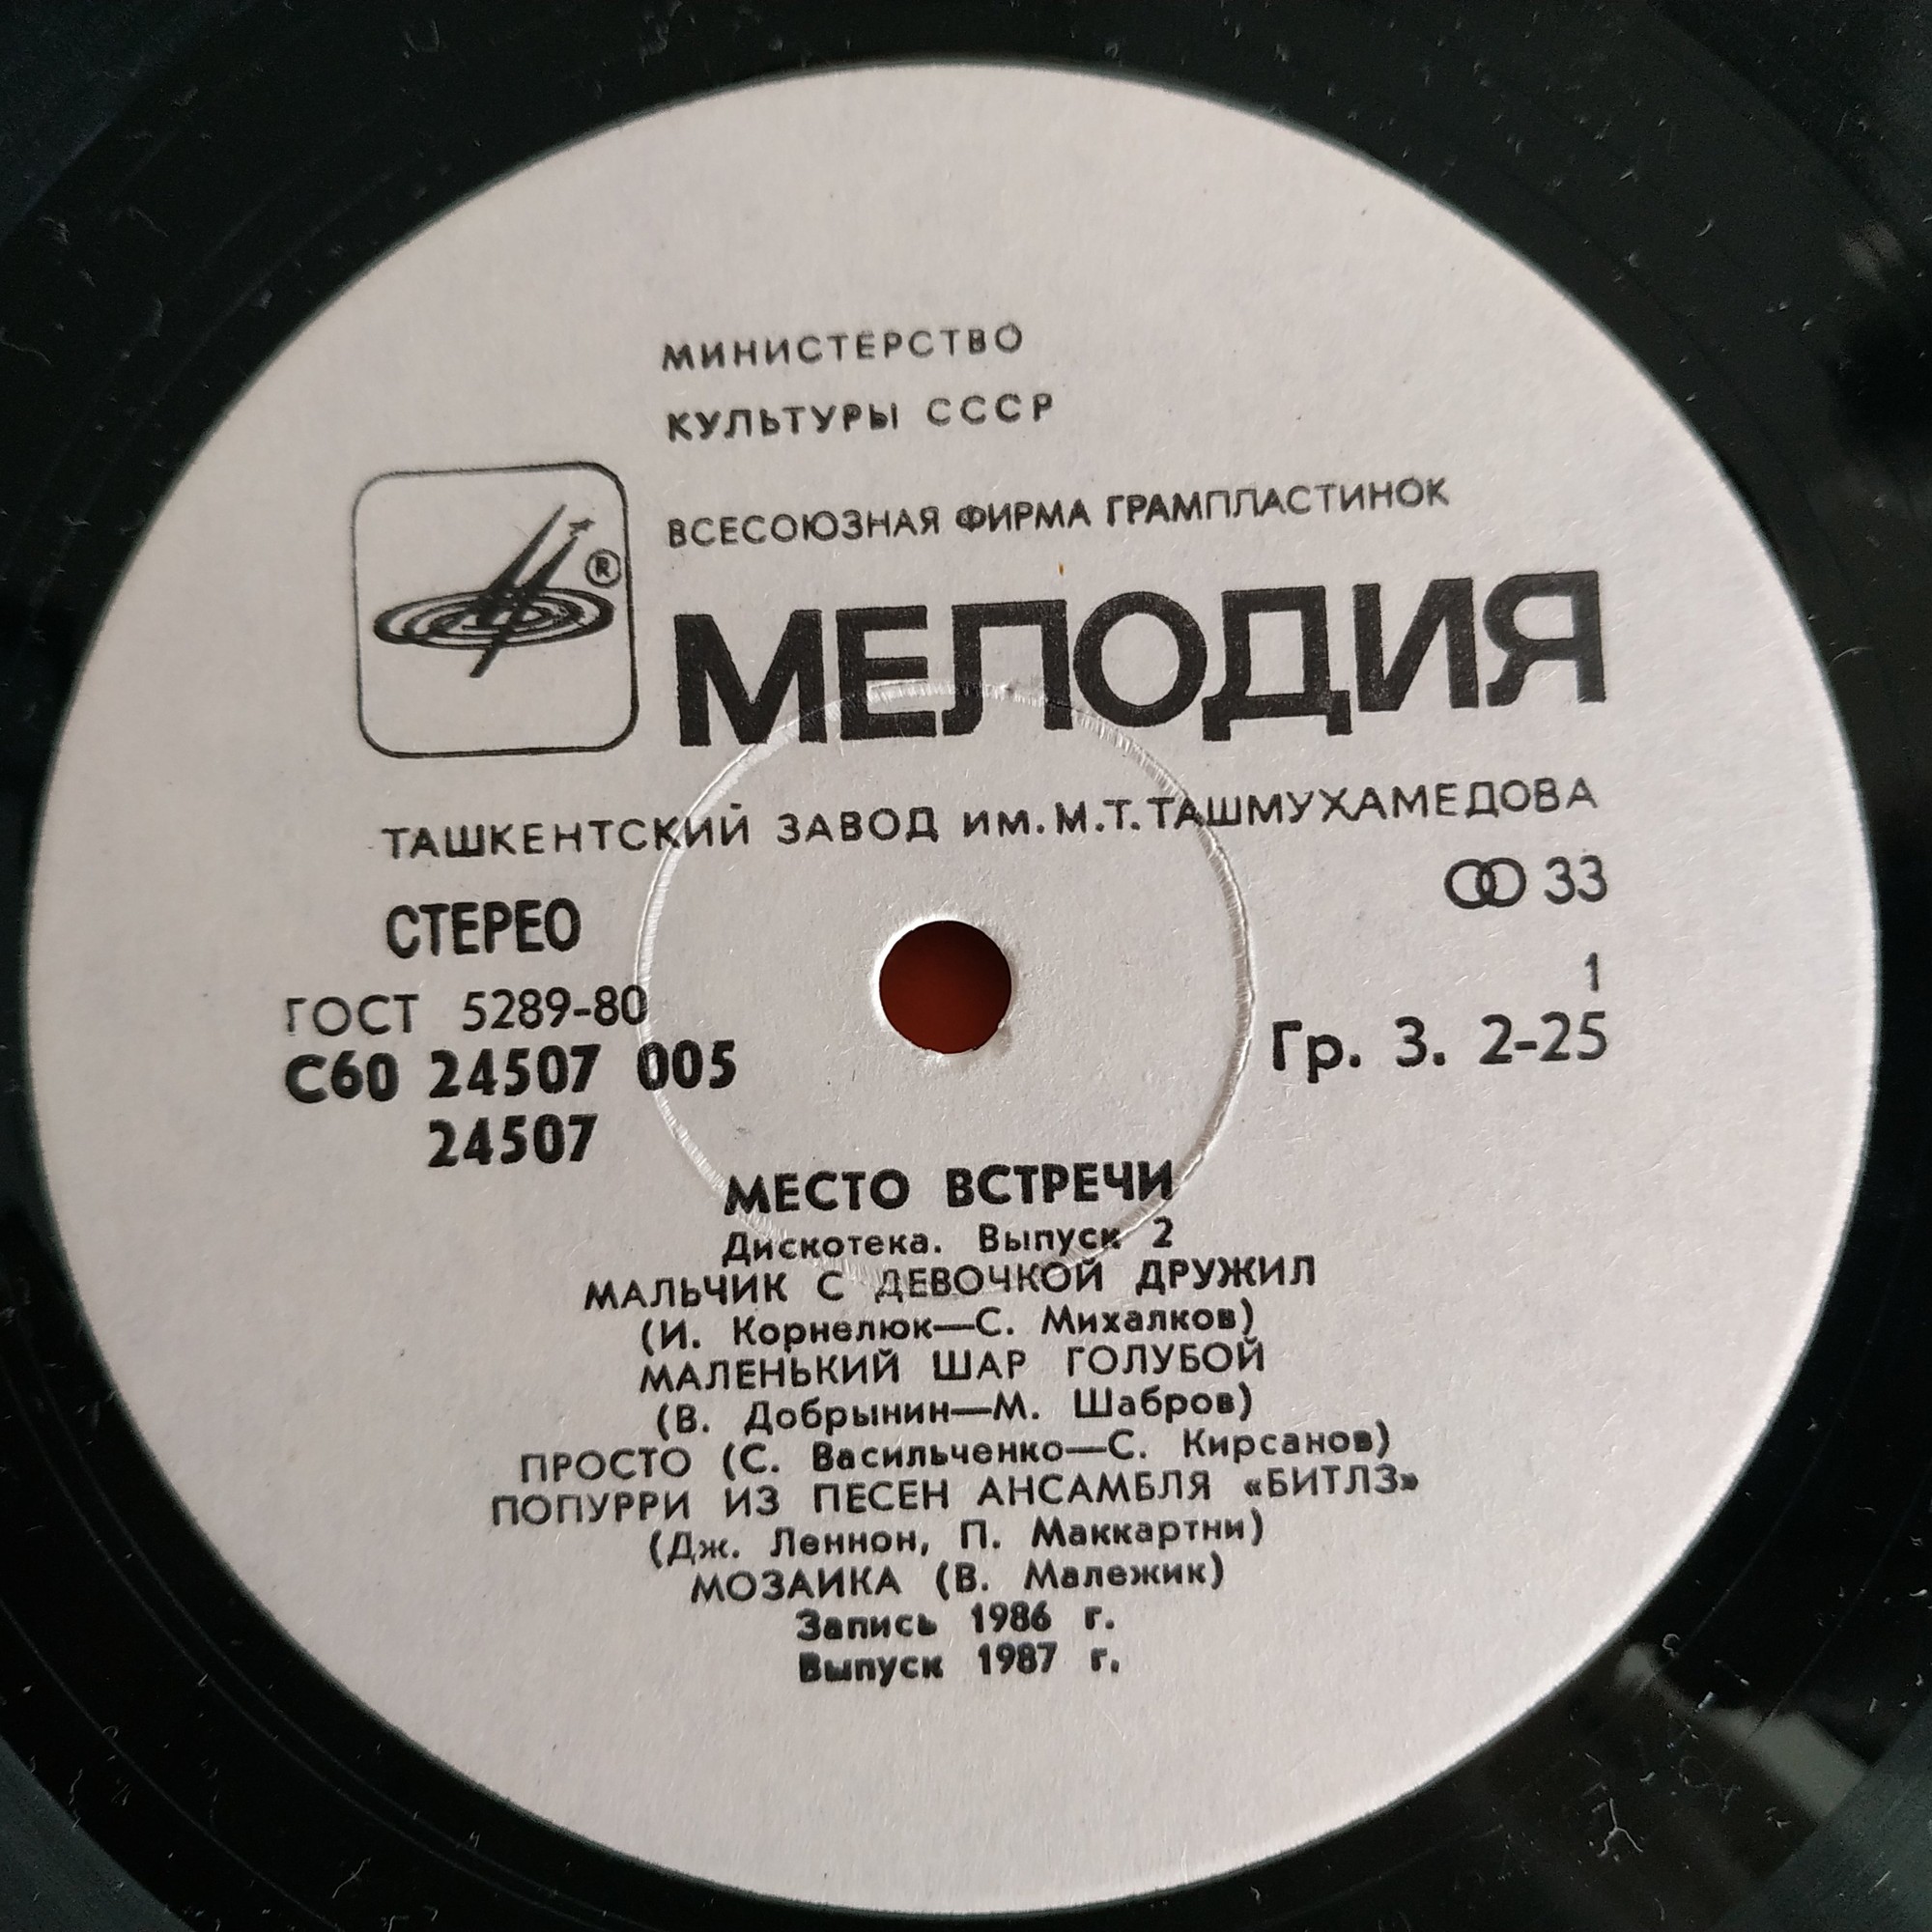 МИНИСТЕРСТВО
КУЛЬТУРЫ СССР
ВСЕСОЮЗНАЯ ФИРМА ГРАМПЛАСТИНОК
®
МЕЛОДИЯ
ТАШКЕНТСКИЙ ЗАВОД ИМ. М.Т. ТАШМУХАМЕДОВА
СТЕРЕО
33
ГОСТ 5289-80
1
С60 24507 005
Гр. 3. 2-25
24507
МЕСТО ВСТРЕЧИ
Дискотека. Выпуск 2
МАЛЬЧИК С ДЕВОЧКОЙ ДРУЖИЛ
(И. Корнелюк—С. Михалков)
МАЛЕНЬКИЙ ШАР ГОЛУБОЙ
(В. Добрынин—М. Шабров)
ПРОСТО (С. Васильченко—С. Кирсанов)
ПОПУРРИ ИЗ ПЕСЕН АНСАМБЛЯ «БИТЛЗ»
(Дж. Леннон, П. Маккартни)
МОЗАИКА (В. Малежик)
Запись 1986 г.
Выпуск 1987 г.